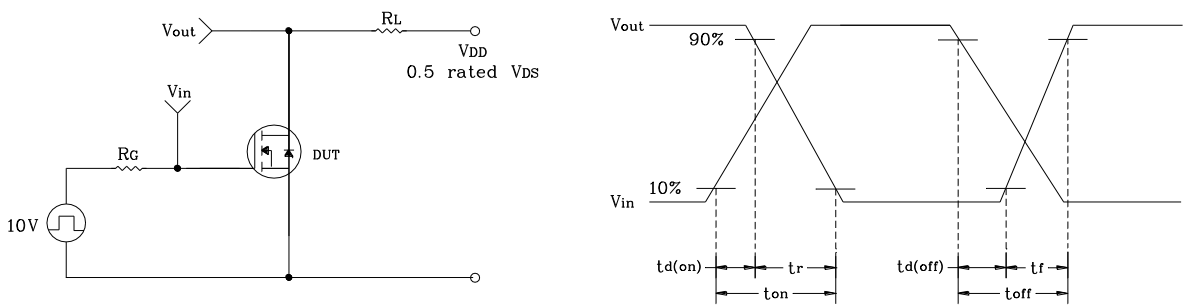 Vout
RL
VDD
0.5 rated VDS
Vin
RG
DUT
10V
Vout
90%
10%
Vin
td(on)
tr
td(off)
tf
ton
toff